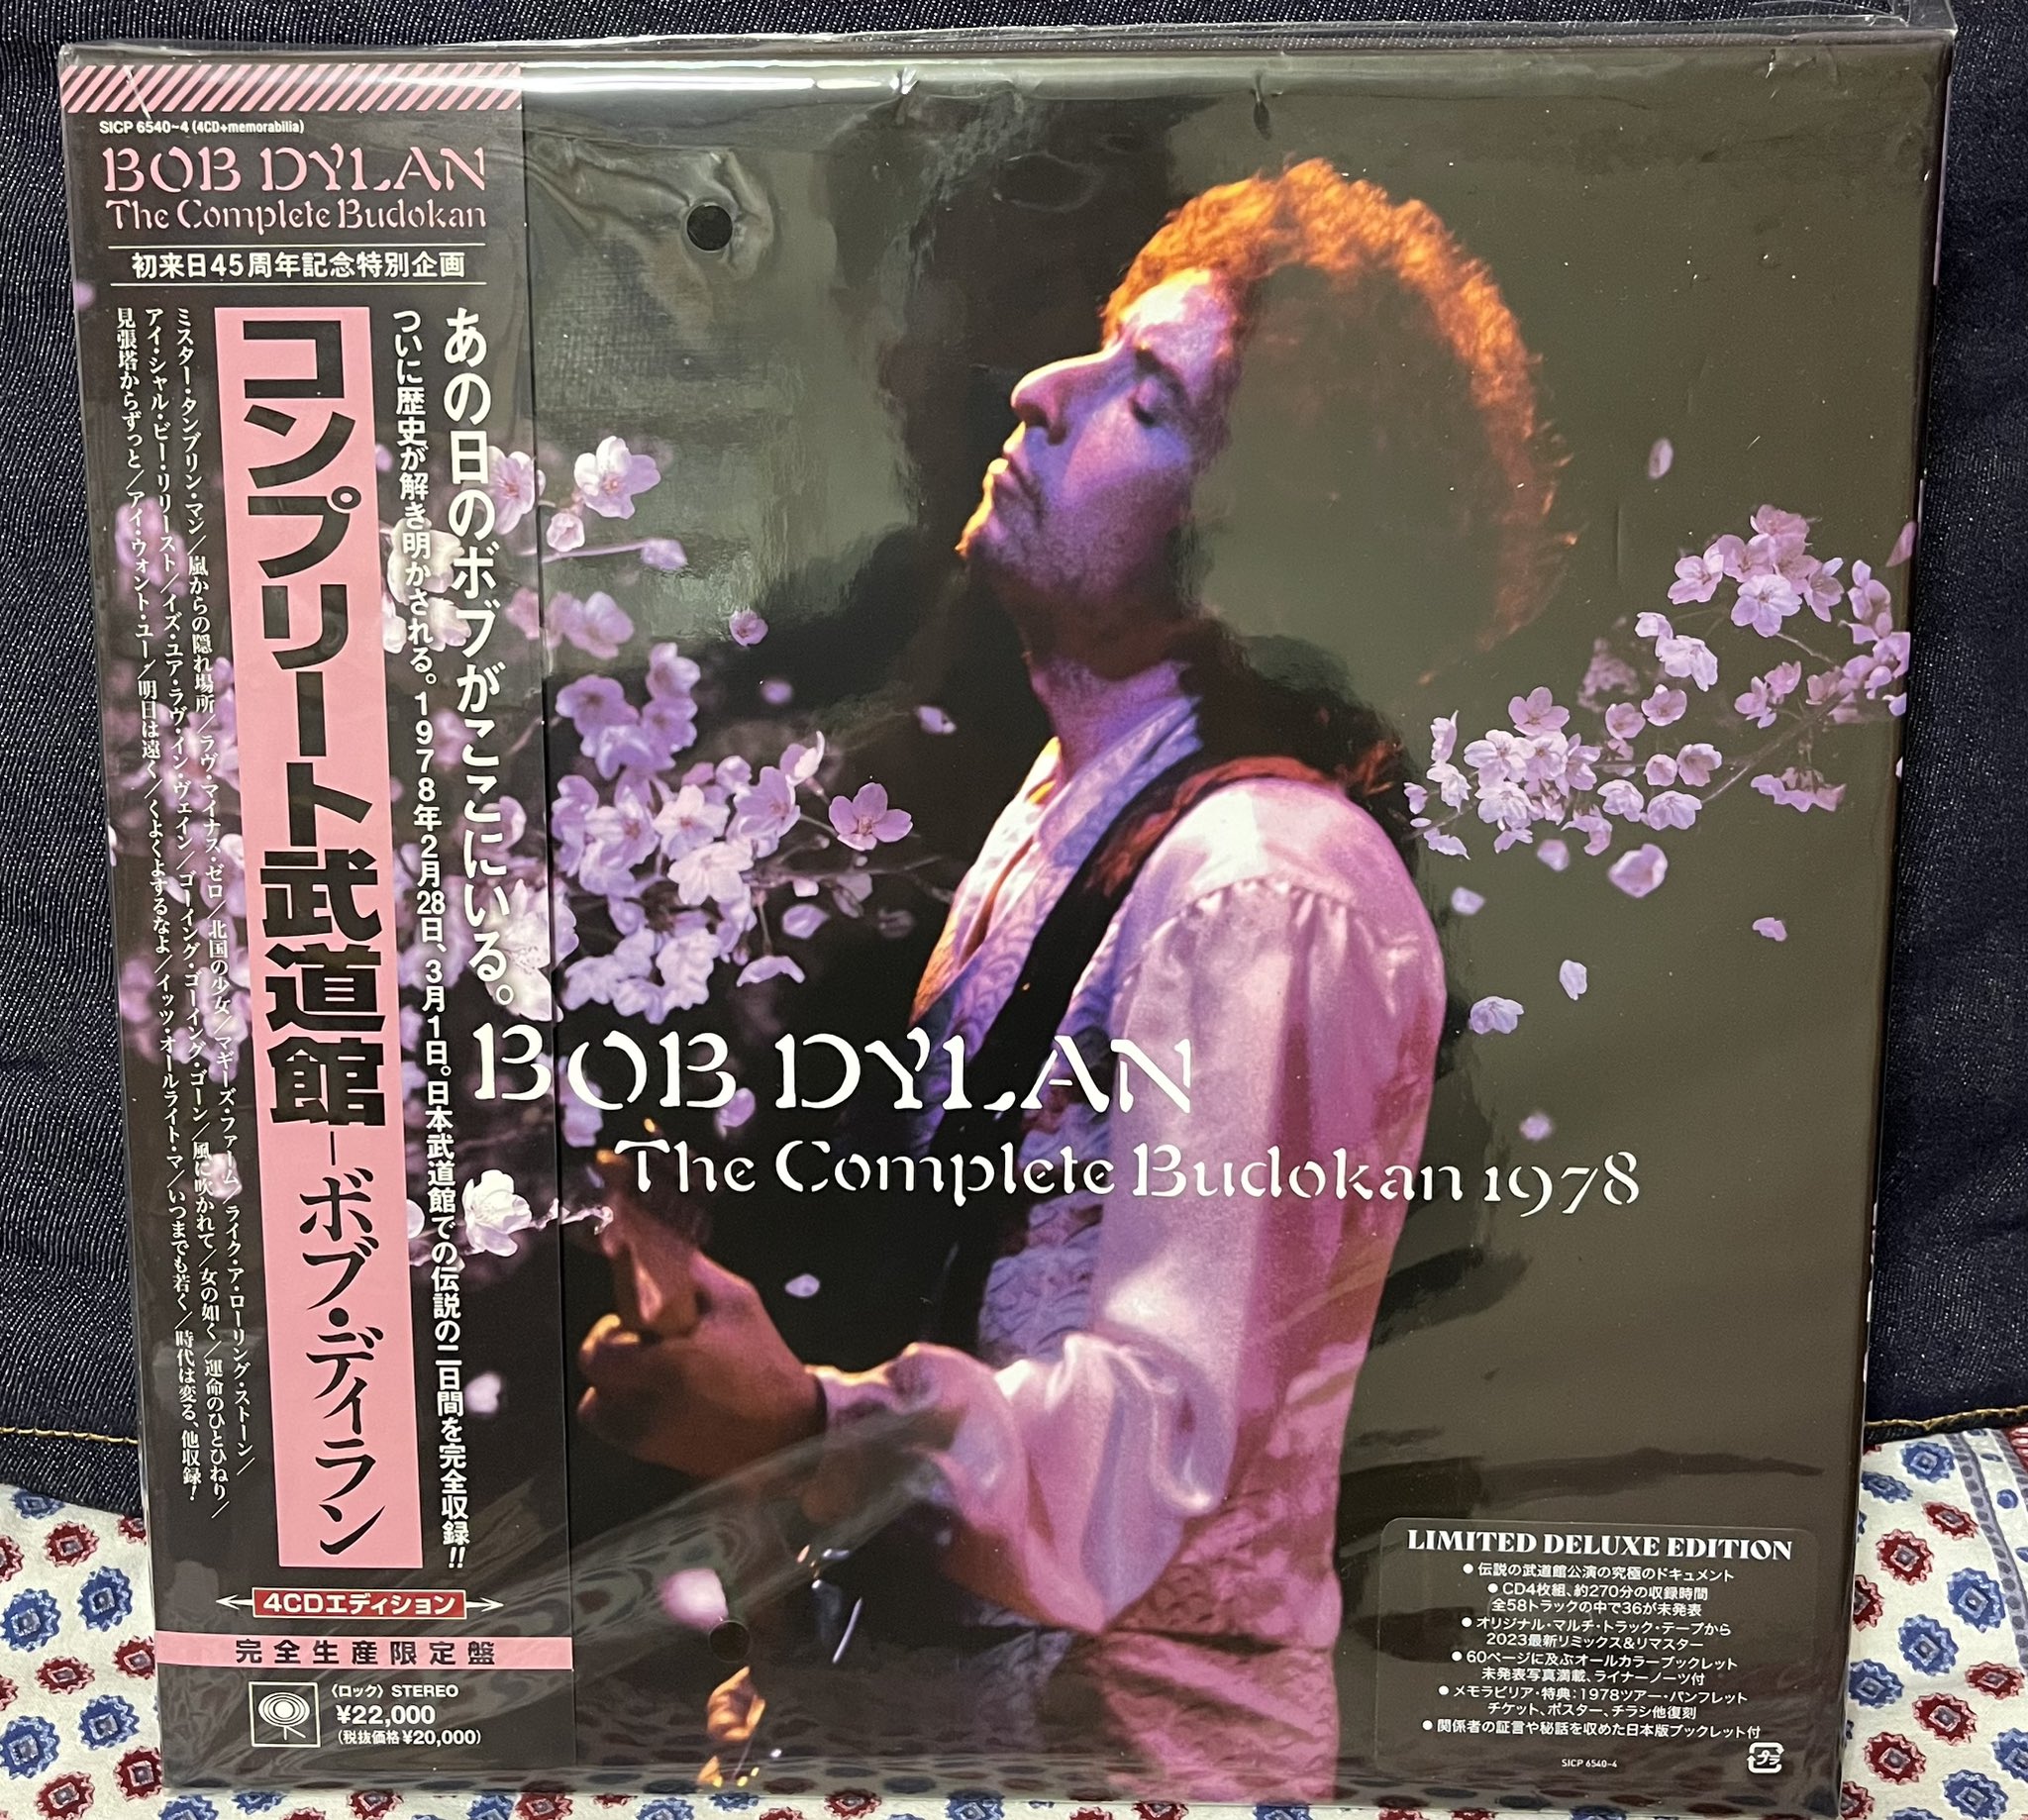 SICP 6540~4 (4CD+memorabilia)
BOB DYLAN
The Complete Budokan
初来日45周年記念特別企画
あの日のボブがここにいる。
ついに歴史が解き明かされる。1978年2月28日、3月1日。日本武道館での伝説の二日間を完全収録!!
コンプリート武道館–ボブ・ディラン
ミスター・タンブリン・マン/嵐からの隠れ場所/ラヴ・マイナス・ゼロ/北国の少女/マギーズ・ファーム/ライク・ア・ローリング・ストーン/
アイ・シャル・ビー・リリースト/イズ・ユア・ラヴ・イン・ヴェイン/ゴーイング・ゴーイング・ゴーン/風に吹かれて/女の如く/運命のひとひねり/
見張塔からずっと/アイ・ウォント・ユー/明日は遠く/くよくよするなよ/イッツ・オールライト・マ/いつまでも若く/時代は変る、他収録!
4CDエディション
完全生産限定盤
〈ロック〉 STEREO
¥22,000
(税抜価格¥20,000)
BOB DYLAN
The Complete Budokan 1978
LIMITED DELUXE EDITION
●伝説の武道館公演の究極のドキュメント
●CD4枚組、約270分の収録時間
全58トラックの中で36が未発表
●オリジナル・マルチ・トラック・テープから
2023最新リミックス&リマスター
●60ページに及ぶオールカラーブックレット
未発表写真満載、ライナーノーツ付
●メモラビリア・特典：1978ツアー・パンフレット
チケット、ポスター、チラシ他復刻
●関係者の証言や秘話を収めた日本版ブックレット付
SICP 6540-4
プラ